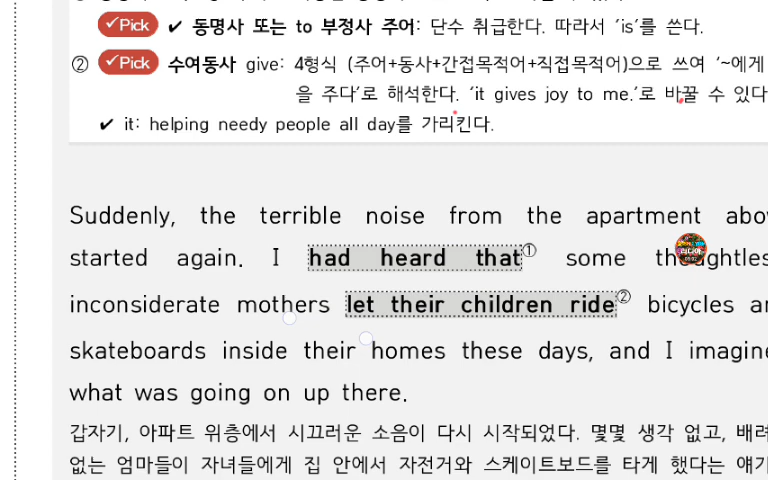 ✓Pick ✔ 동명사 또는 to 부정사 주어: 단수 취급한다. 따라서 ‘is’를 쓴다.
② ✓Pick 수여동사 give: 4형식 (주어+동사+간접목적어+직접목적어)으로 쓰여 ‘~에게
을 주다’로 해석한다. ‘it gives joy to me.’로 바꿀 수 있다
✔ it: helping needy people all day를 가리킨다.
Suddenly, the terrible noise from the apartment
started again. I had heard that① some
inconsiderate mothers let their children ride② bicycles
skateboards inside their homes these days, and I
what was going on up there.
갑자기, 아파트 위층에서 시끄러운 소음이 다시 시작되었다. 몇몇 생각 없고,
없는 엄마들이 자녀들에게 집 안에서 자전거와 스케이트보드를 타게 했다는